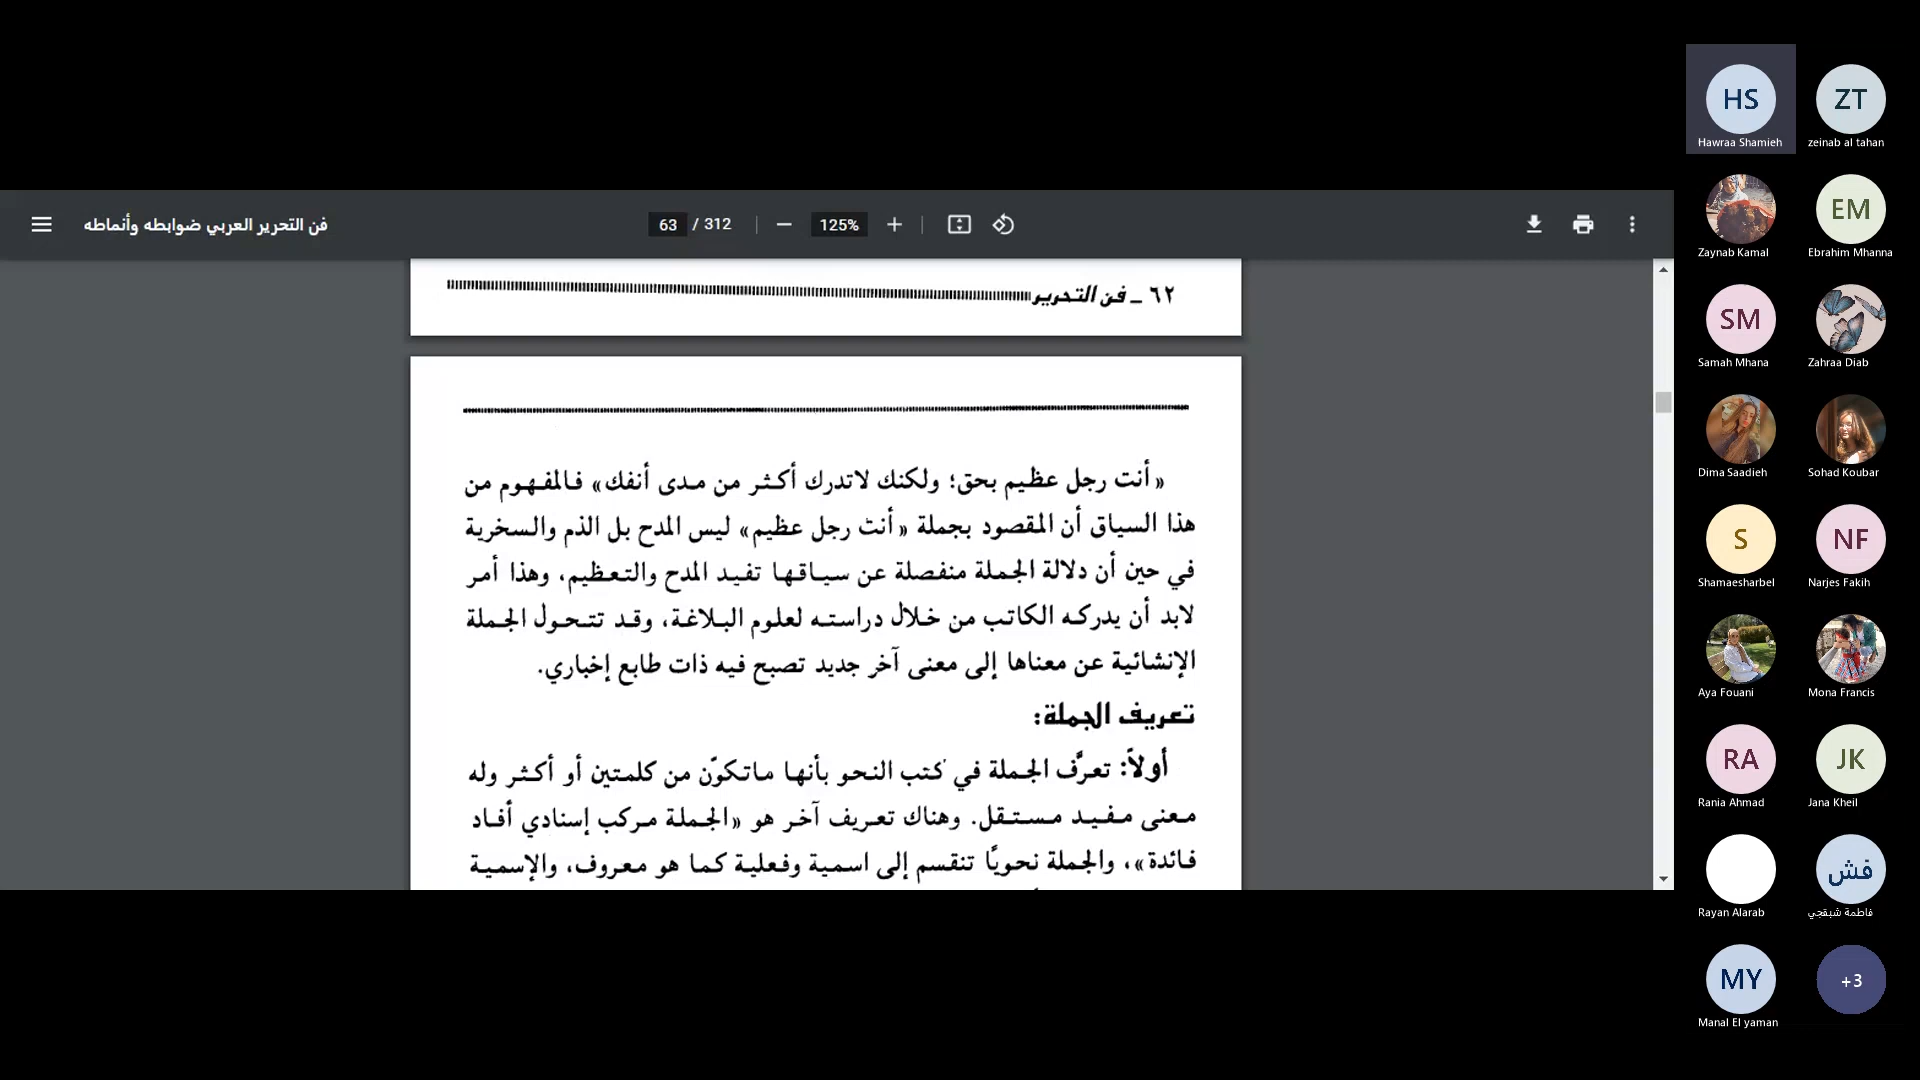 فن التحرير العربي ضوابطه وأنماطه
63 / 312
125%
٦٢ ـ فن التحرير
«أنت رجل عظيم بحق؛ ولكنك لاتدرك أكثر من مدى أنفك» فالمفهوم من
هذا السياق أن المقصود بجملة «أنت رجل عظيم» ليس المدح بل الذم والسخرية
في حين أن دلالة الجملة منفصلة عن سياقها تفيد المدح والتعظيم، وهذا أمر
لابد أن يدركه الكاتب من خلال دراسته لعلوم البلاغة، وقد تتحول الجملة
الإنشائية عن معناها إلى معنى آخر جديد تصبح فيه ذات طابع إخباري.
تعريف الجملة:
أولاً: تعرَّف الجملة في كتب النحو بأنها ماتكوّن من كلمتين أو أكثر وله
معنى مفيد مستقل. وهناك تعريف آخر هو «الجملة مركب إسنادي أفاد
فائدة»، والجملة نحويًا تنقسم إلى اسمية وفعلية كما هو معروف، والإسمية
HS
Hawraa Shamieh
ZT
zeinab al tahan
Zaynab Kamal
EM
Ebrahim Mhanna
SM
Samah Mhana
Zahraa Diab
Dima Saadieh
Sohad Koubar
S
Shamaesharbel
NF
Narjes Fakih
Aya Fouani
Mona Francis
RA
Rania Ahmad
JK
Jana Kheil
Rayan Alarab
قش
فاطمة شبقجي
MY
Manal El yaman
+3